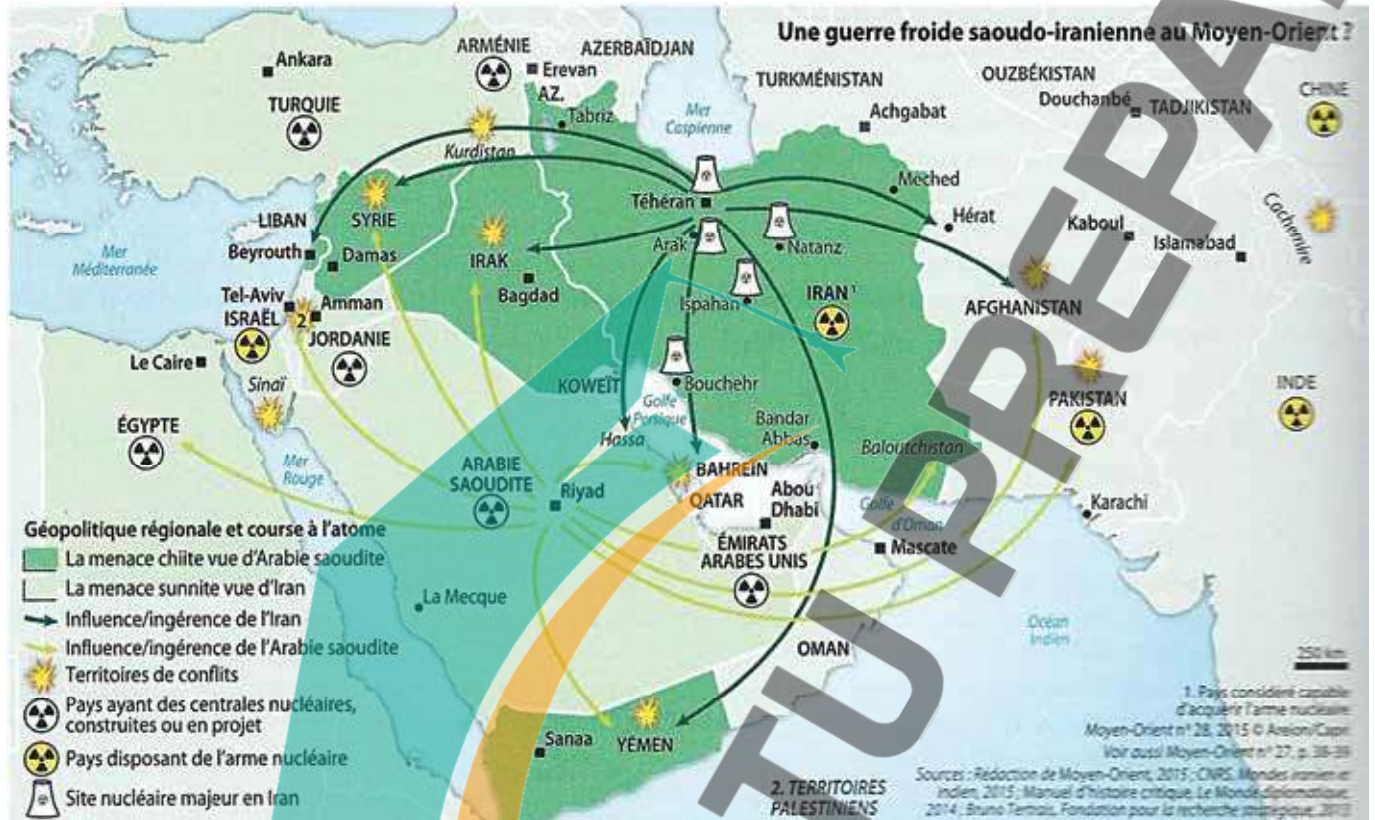 Une guerre froide saoudo-iranienne au Moyen-Orient ?
ARMÉNIE
AZERBAÏDJAN
Ankara
Erevan
AZ.
TURQUIE
Tabriz
Mer
Caspienne
TURKMÉNISTAN
Achgabat
OUZBÉKISTAN
Douchanbé
TADJIKISTAN
CHINE
Kurdistan
Téhéran
Meched
Hérat
Kaboul
Islamabad
Cachemire
LIBAN
SYRIE
Beyrouth
Damas
Mer
Méditerranée
IRAK
Bagdad
Arak
Natanz
Ispahan
IRAN¹
AFGHANISTAN
Tel-Aviv
ISRAËL
2
Amman
JORDANIE
Le Caire
Sinaï
ÉGYPTE
KOWEÏT
Bouchehr
Golfe
Persique
Hassa
Bandar
Abbas
Baloutchistan
PAKISTAN
INDE
Mer
Rouge
ARABIE
SAOUDITE
Riyad
BAHREIN
QATAR
Abou
Dhabi
ÉMIRATS
ARABES UNIS
Golfe
d'Oman
Mascate
Karachi
La Mecque
OMAN
Océan
Indien
Sanaa
YÉMEN
250 km
Géopolitique régionale et course à l'atome
La menace chiite vue d'Arabie saoudite
La menace sunnite vue d'Iran
Influence/ingérence de l'Iran
Influence/ingérence de l'Arabie saoudite
Territoires de conflits
Pays ayant des centrales nucléaires,
construites ou en projet
Pays disposant de l'arme nucléaire
Site nucléaire majeur en Iran
2. TERRITOIRES
PALESTINIENS
1. Pays considéré capable
d'acquérir l'arme nucléaire
Moyen-Orient n° 28, 2015 © Areion/Capri
Voir aussi Moyen-Orient n° 27, p. 38-39
Sources : Rédaction de Moyen-Orient, 2015 ; CNRS, Mondes iranien et
indien, 2015 ; Manuel d'histoire critique, Le Monde diplomatique,
2014 ; Bruno Tertrais, Fondation pour la recherche stratégique, 2015
TU PREPA